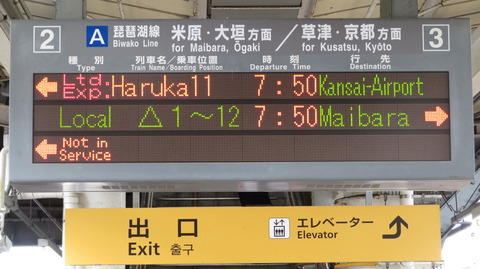 2 A 琵琶湖線 米原・大垣方面 ／ 草津・京都方面 3
Biwako Line for Maibara, Ōgaki for Kusatsu, Kyōto
種別 列車名／乗車位置 時刻 行先
Type Train Name/Boarding Position Departure Time Destination
← Ltd. Exp.: Haruka11 7:50 Kansai-Airport
Local △1～12 7:50 Maibara →
← Not in
Service
出口 エレベーター
Exit 출구 Elevator